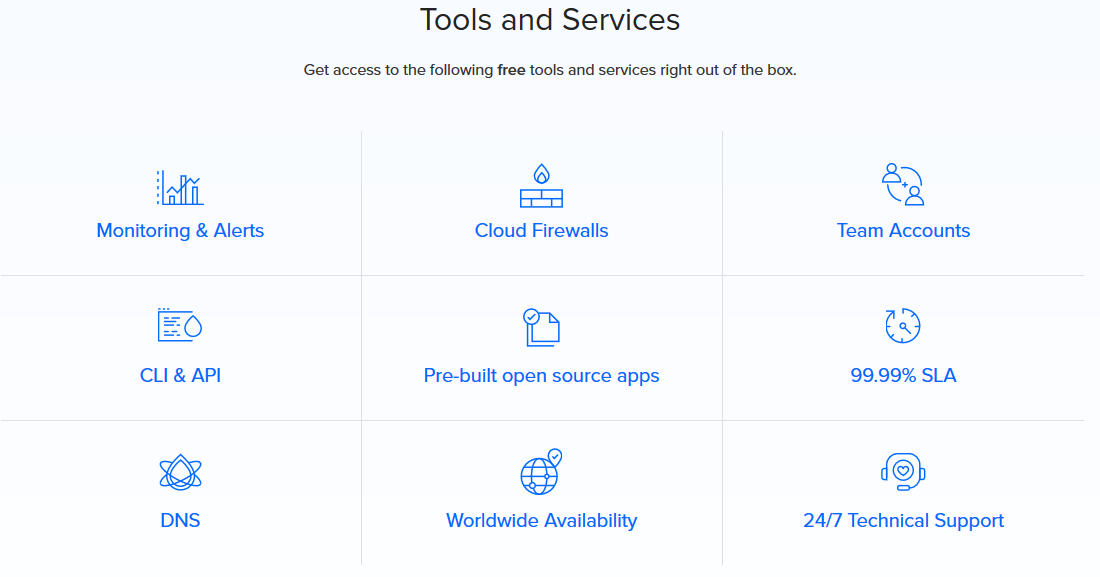 Tools and Services
Get access to the following free tools and services right out of the box.
Monitoring & Alerts
Cloud Firewalls
Team Accounts
CLI & API
Pre-built open source apps
99.99% SLA
DNS
Worldwide Availability
24/7 Technical Support